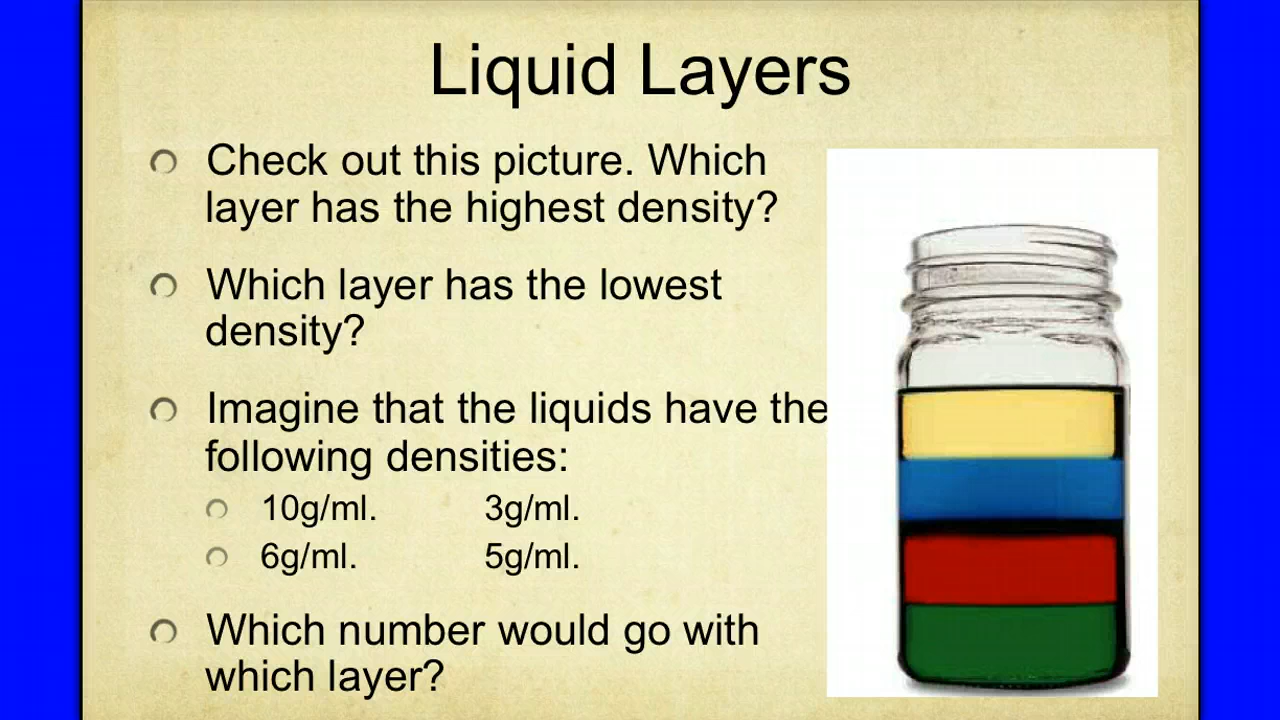 Liquid Layers
Check out this picture. Which
layer has the highest density?
Which layer has the lowest
density?
Imagine that the liquids have the
following densities:
10g/ml. 3g/ml.
6g/ml. 5g/ml.
Which number would go with
which layer?